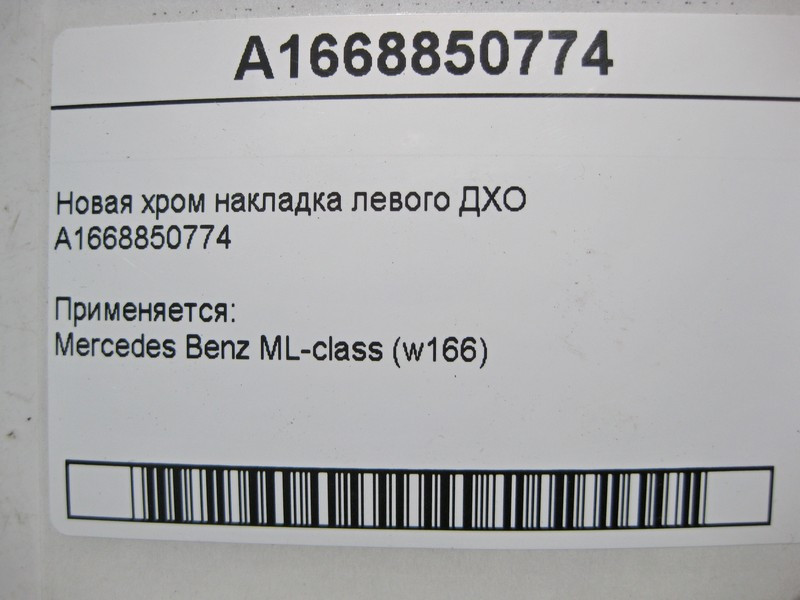 A1668850774
Новая хром накладка левого ДХО
A1668850774
Применяется:
Mercedes Benz ML-class (w166)